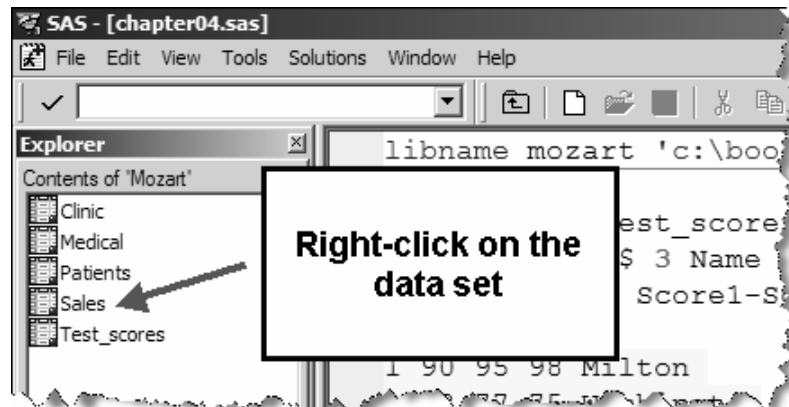 SAS - [chapter04.sas]
File Edit View Tools Solutions Window Help
Explorer
Contents of 'Mozart'
Clinic
Medical
Patients
Sales
Test_scores
Right-click on the
data set
libname mozart 'c:\boo
est_score
$ 3 Name
Score1-S
1 90 95 98 Milton